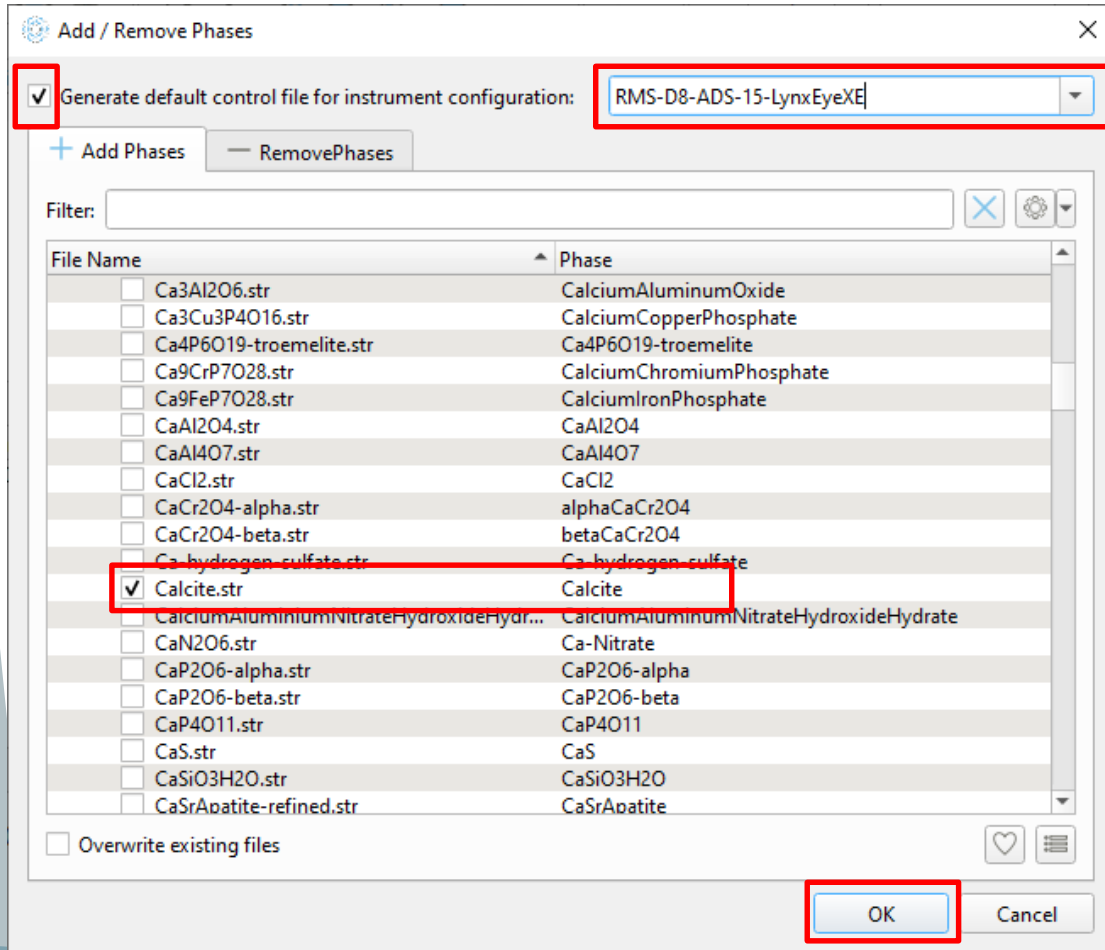 Add / Remove Phases
Generate default control file for instrument configuration: RMS-D8-ADS-15-LynxEyeXE
Add Phases RemovePhases
Filter:
File Name Phase
Ca3Al2O6.str CalciumAluminumOxide
Ca3Cu3P4O16.str CalciumCopperPhosphate
Ca4P6O19-troemelite.str Ca4P6O19-troemelite
Ca9CrP7O28.str CalciumChromiumPhosphate
Ca9FeP7O28.str CalciumIronPhosphate
CaAl2O4.str CaAl2O4
CaAl4O7.str CaAl4O7
CaCl2.str CaCl2
CaCr2O4-alpha.str alphaCaCr2O4
CaCr2O4-beta.str betaCaCr2O4
Ca-hydrogen-sulfate.str Ca-hydrogen-sulfate
Calcite.str Calcite
CalciumAluminiumNitrateHydroxideHydr... CalciumAluminumNitrateHydroxideHydrate
CaN2O6.str Ca-Nitrate
CaP2O6-alpha.str CaP2O6-alpha
CaP2O6-beta.str CaP2O6-beta
CaP4O11.str CaP4O11
CaS.str CaS
CaSiO3H2O.str CaSiO3H2O
CaSrApatite-refined.str CaSrApatite
Overwrite existing files
OK Cancel